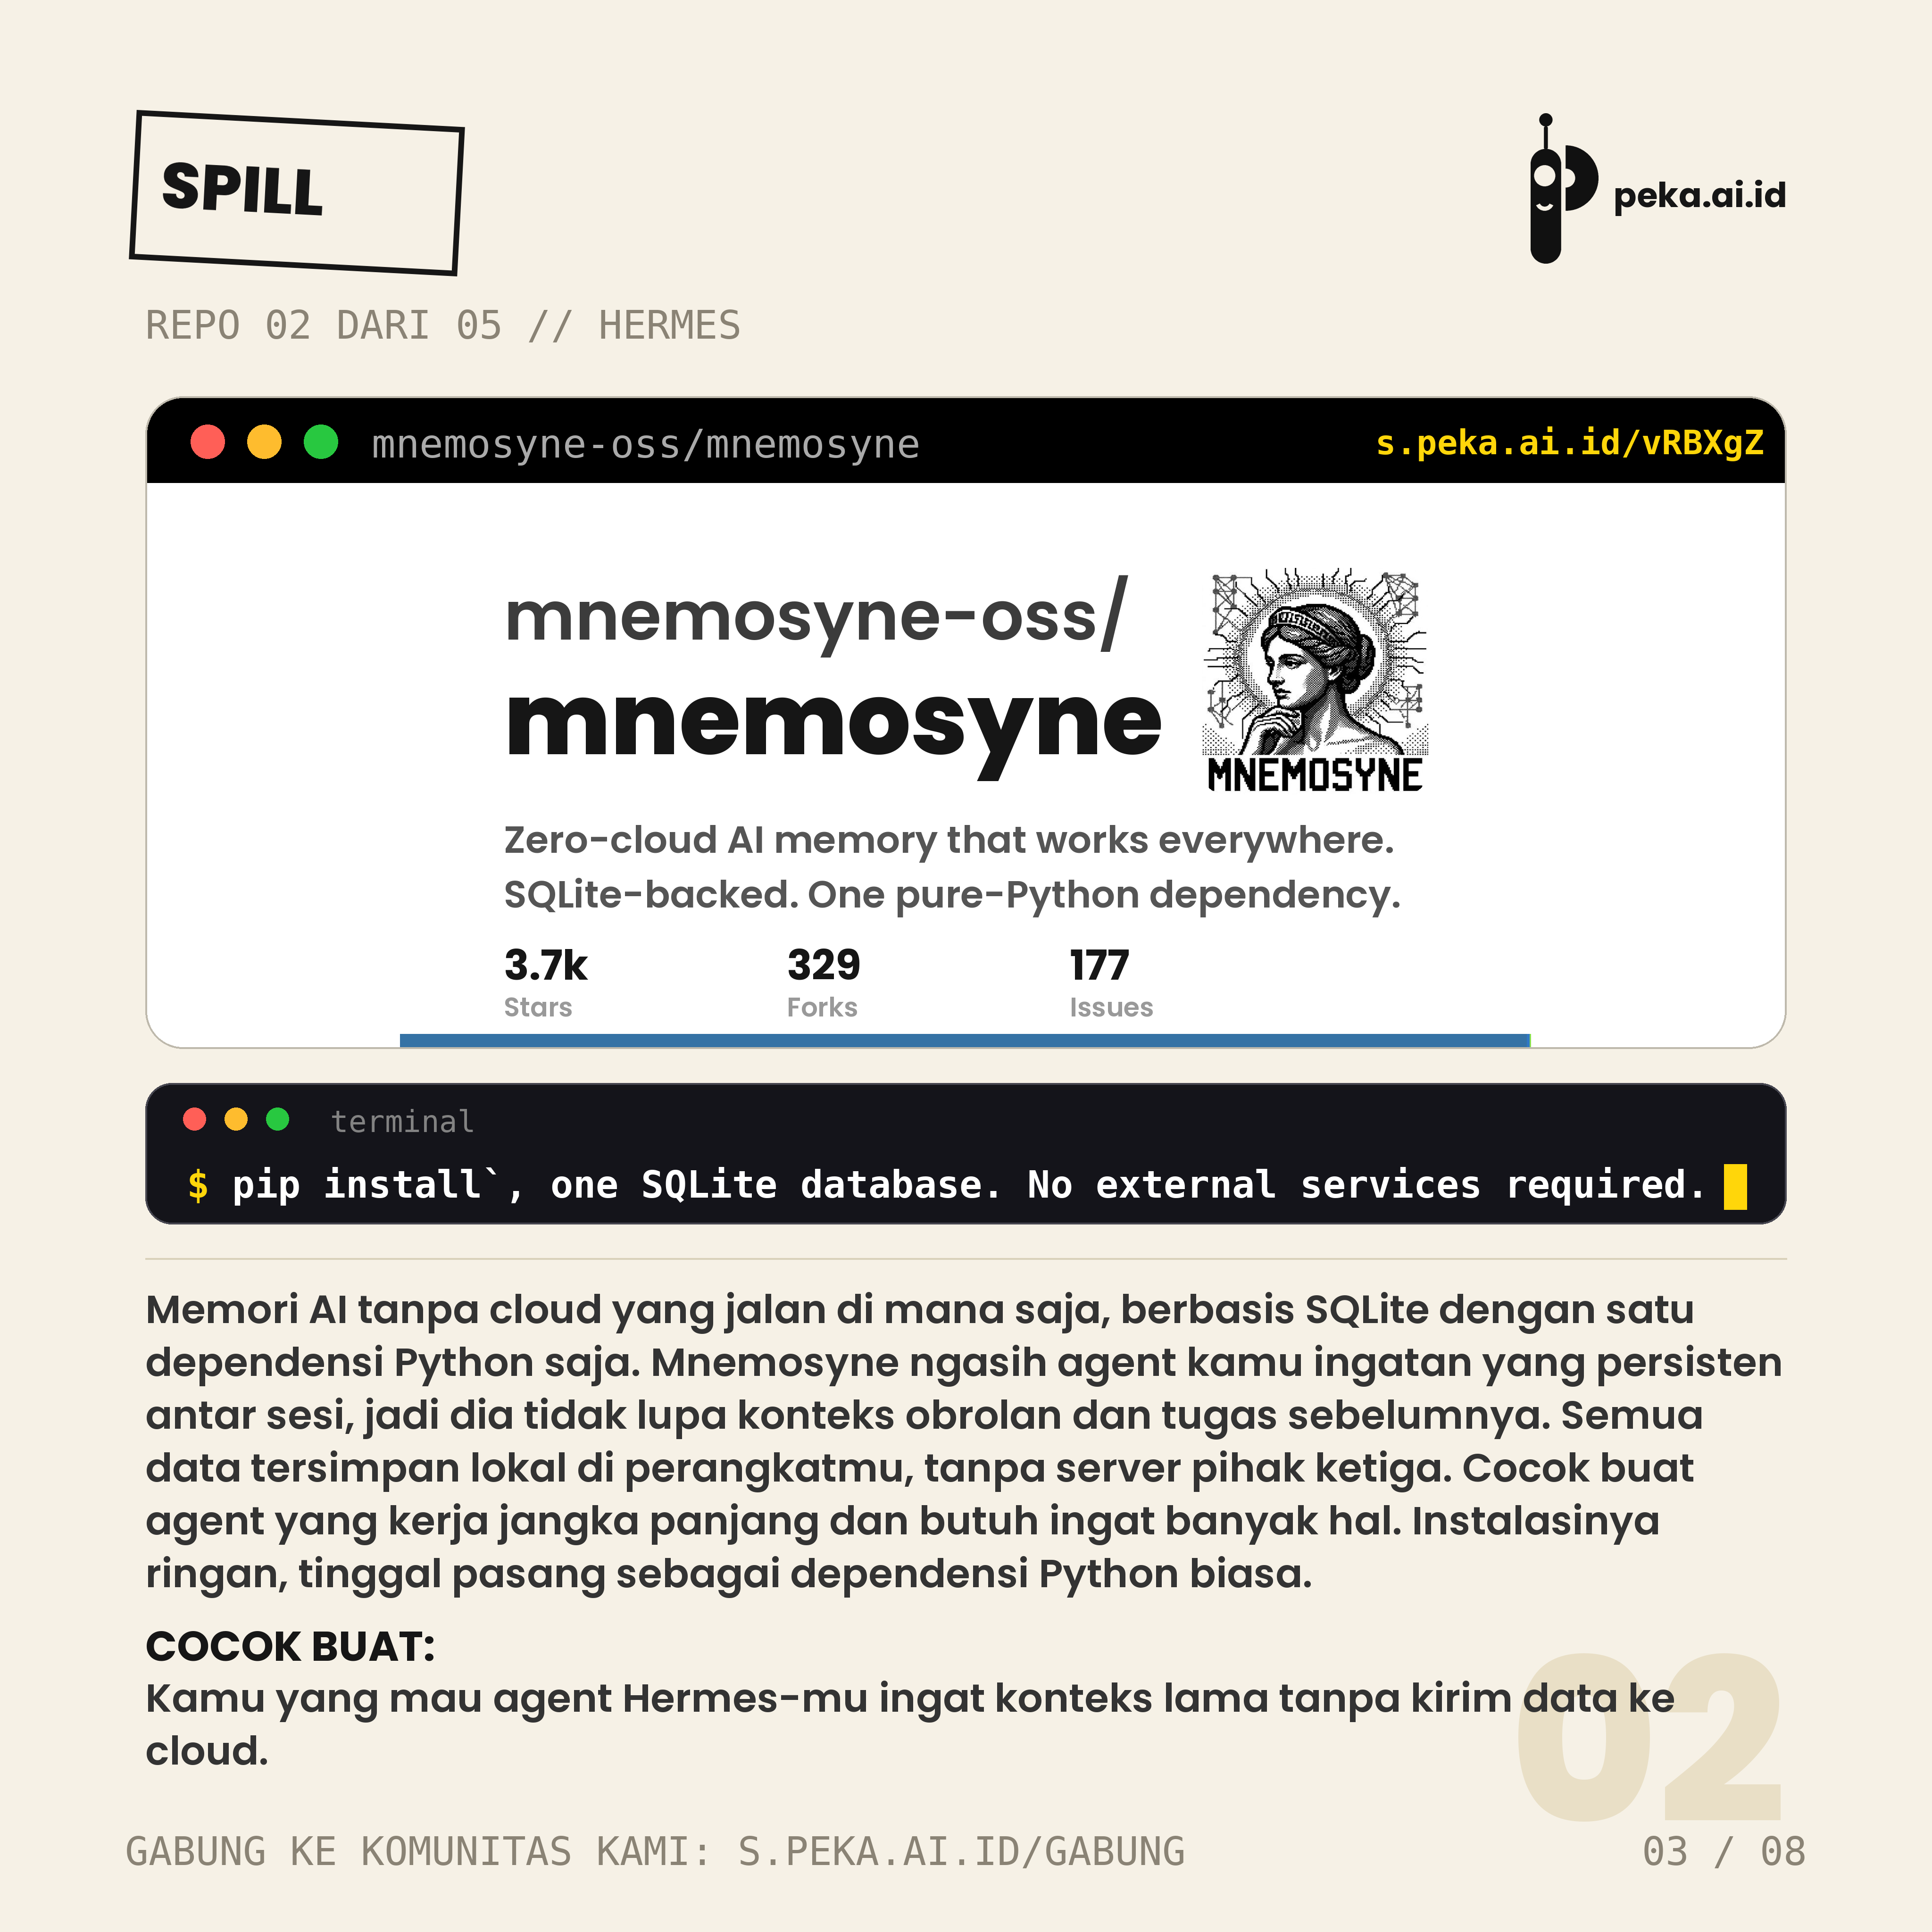 SPILL
peka.ai.id
REPO 02 DARI 05 // HERMES
mnemosyne-oss/mnemosyne
s.peka.ai.id/vRBXgZ
mnemosyne-oss/
mnemosyne
MNEMOSYNE
Zero-cloud AI memory that works everywhere.
SQLite-backed. One pure-Python dependency.
3.7k 329 177
Stars Forks Issues
terminal
$ pip install`, one SQLite database. No external services required.
Memori AI tanpa cloud yang jalan di mana saja, berbasis SQLite dengan satu
dependensi Python saja. Mnemosyne ngasih agent kamu ingatan yang persisten
antar sesi, jadi dia tidak lupa konteks obrolan dan tugas sebelumnya. Semua
data tersimpan lokal di perangkatmu, tanpa server pihak ketiga. Cocok buat
agent yang kerja jangka panjang dan butuh ingat banyak hal. Instalasinya
ringan, tinggal pasang sebagai dependensi Python biasa.
COCOK BUAT:
Kamu yang mau agent Hermes-mu ingat konteks lama tanpa kirim data ke
cloud.
02
GABUNG KE KOMUNITAS KAMI: S.PEKA.AI.ID/GABUNG
03 / 08